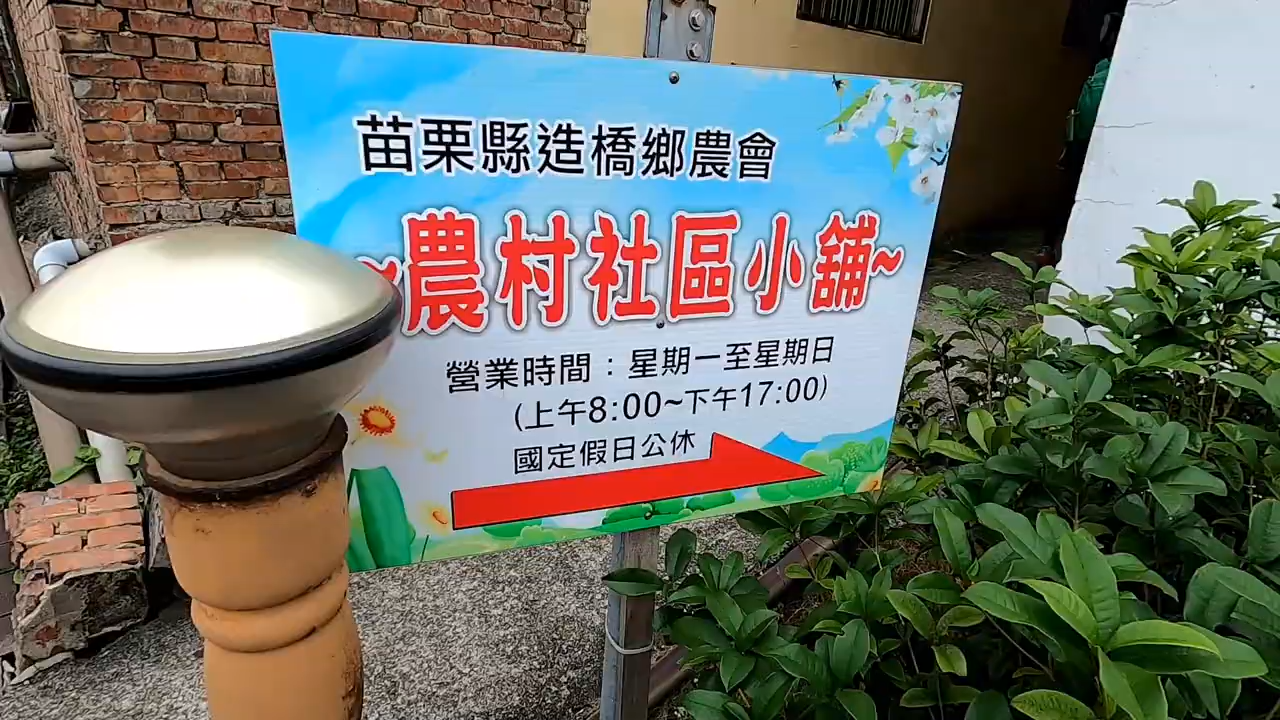 苗栗縣造橋鄉農會
~農村社區小舖~
營業時間：星期一至星期日
(上午8:00~下午17:00)
國定假日公休